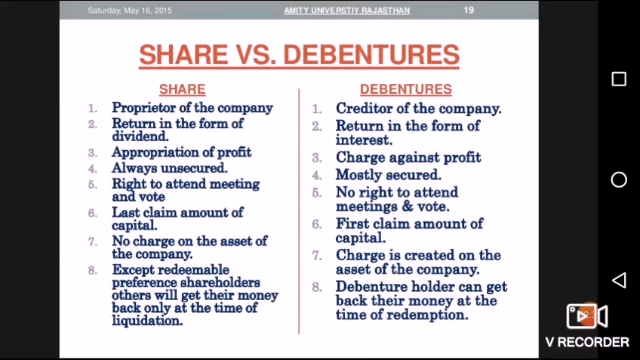 Saturday, May 16, 2015 AMITY UNIVERSTIY RAJASTHAN 19
SHARE VS. DEBENTURES
SHARE
1. Proprietor of the company
2. Return in the form of
dividend.
3. Appropriation of profit
4. Always unsecured.
5. Right to attend meeting
and vote
6. Last claim amount of
capital.
7. No charge on the asset of
the company.
8. Except redeemable
preference shareholders
others will get their money
back only at the time of
liquidation.
DEBENTURES
1. Creditor of the company.
2. Return in the form of
interest.
3. Charge against profit
4. Mostly secured.
5. No right to attend
meetings & vote.
6. First claim amount of
capital.
7. Charge is created on the
asset of the company.
8. Debenture holder can get
back their money at the
time of redemption.
V RECORDER